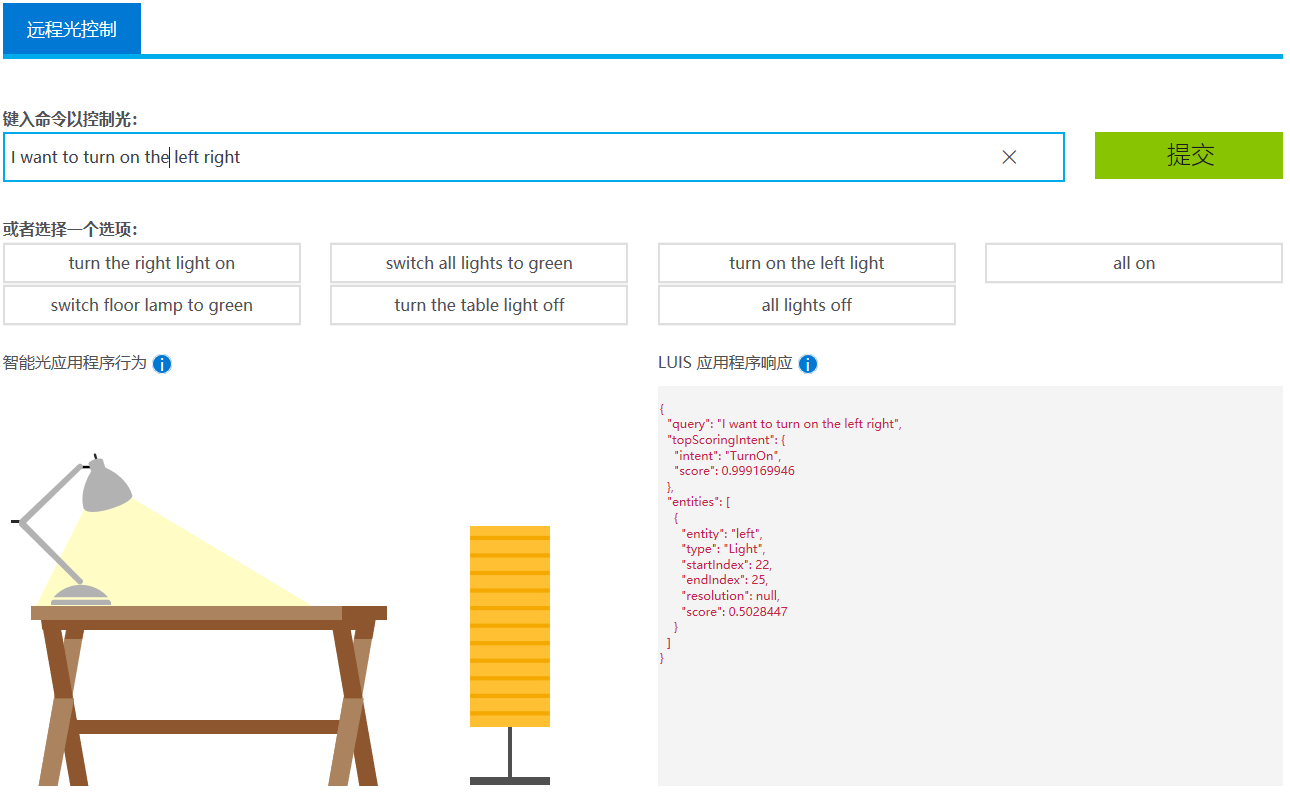 远程光控制
键入命令以控制光:
I want to turn on the left right
提交
或者选择一个选项:
turn the right light on
switch all lights to green
turn on the left light
all on
switch floor lamp to green
turn the table light off
all lights off
智能光应用程序行为
LUIS 应用程序响应
{
"query": "I want to turn on the left right",
"topScoringIntent": {
"intent": "TurnOn",
"score": 0.999169946
},
"entities": [
{
"entity": "left",
"type": "Light",
"startIndex": 22,
"endIndex": 25,
"resolution": null,
"score": 0.5028447
}
]
}